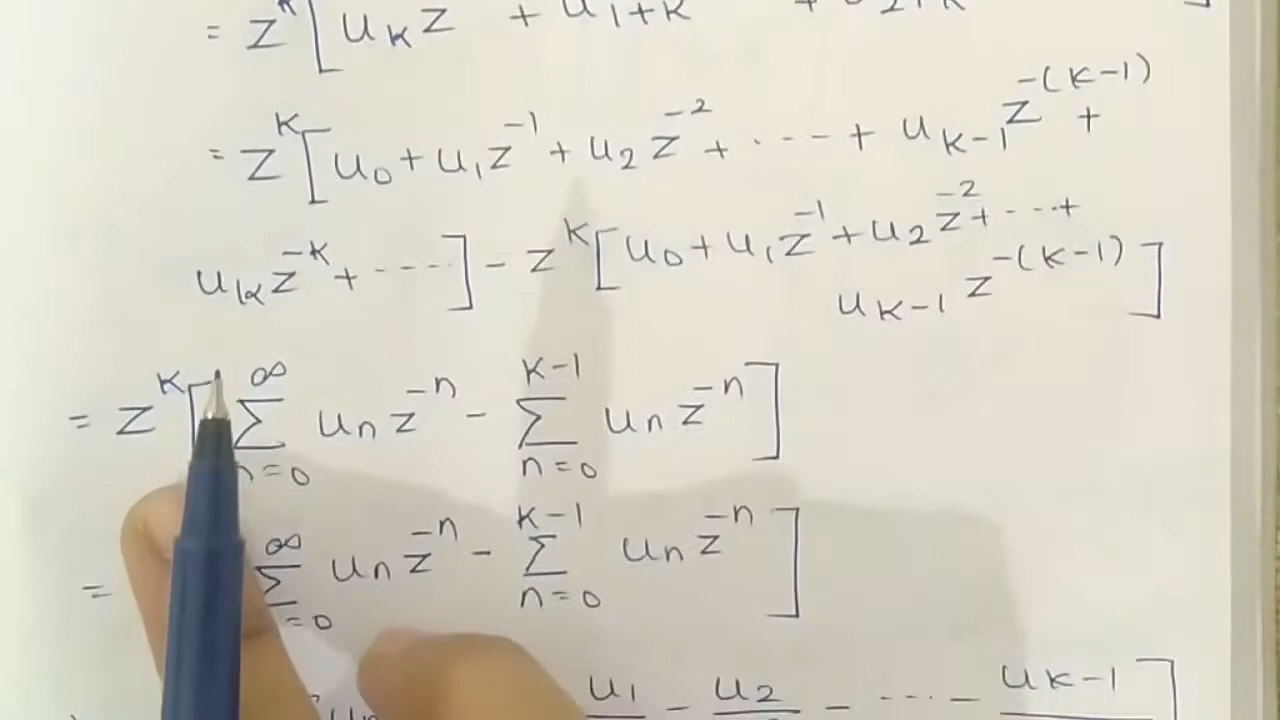 = z^k [ u_k z + u_{1+k} +
= z^k [ u_0 + u_1 z^{-1} + u_2 z^{-2} + ---- + u_{k-1} z^{-(k-1)} +
u_k z^{-k} + ---- ] - z^k [ u_0 + u_1 z^{-1} + u_2 z^{-2} + ---+
u_{k-1} z^{-(k-1)} ]
= z^k [ ∑_{n=0}^{∞} u_n z^{-n} - ∑_{n=0}^{k-1} u_n z^{-n} ]
= ∑_{=0}^{∞} u_n z^{-n} - ∑_{n=0}^{k-1} u_n z^{-n} ]
u_1 - u_2 - ---- - u_{k-1} ]